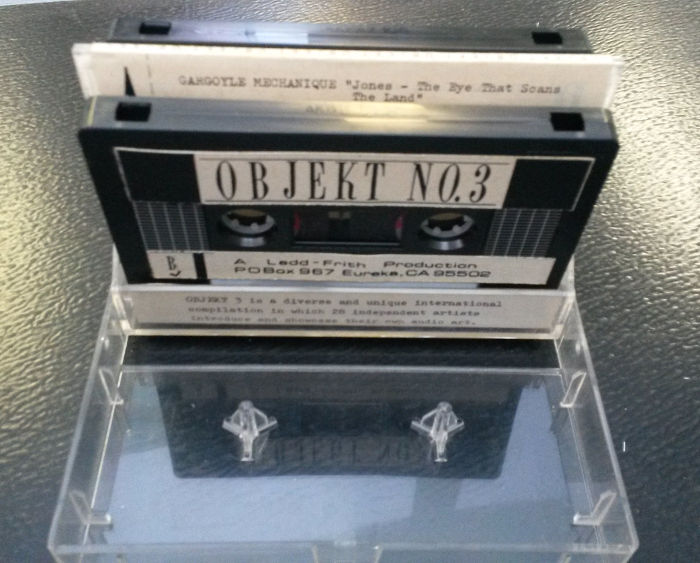 GARGOYLE MECHANIQUE "Jones - The Eye That Scans
The Land"
OBJEKT NO.3
B
A Ladd-Frith Production
PO Box 967 Eureka, CA 95502
OBJEKT 3 is a diverse and unique international
compilation in which 28 independent artists
introduce and showcase their own audio art.